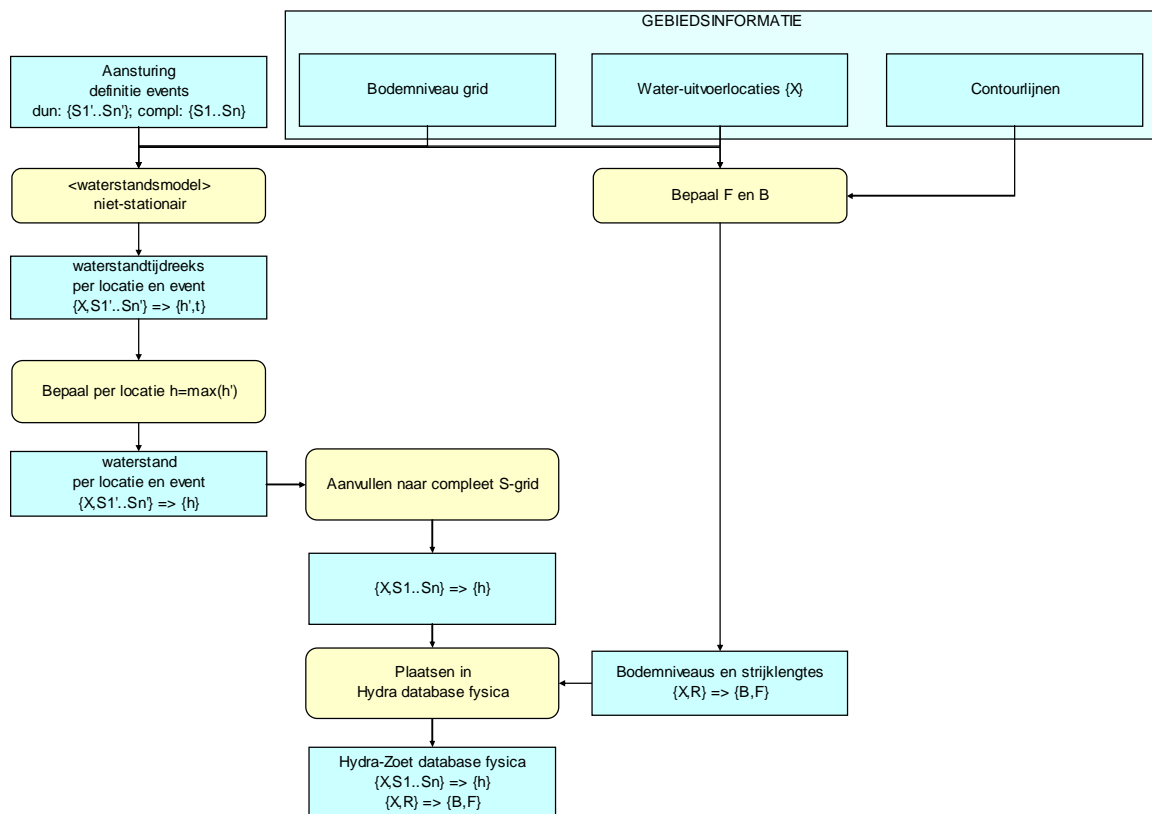 GEBIEDSINFORMATIE
Aansturing
definitie events
dun: {S1'..Sn'}; compl: {S1..Sn}
Bodemniveau grid
Water-uitvoerlocaties {X}
Contourlijnen
<waterstandsmodel>
niet-stationair
Bepaal F en B
waterstandtijdreeks
per locatie en event
{X,S1'..Sn'} => {h',t}
Bepaal per locatie h=max(h')
waterstand
per locatie en event
{X,S1'..Sn'} => {h}
Aanvullen naar compleet S-grid
{X,S1..Sn} => {h}
Plaatsen in
Hydra database fysica
Bodemniveaus en strijklengtes
{X,R} => {B,F}
Hydra-Zoet database fysica
{X,S1..Sn} => {h}
{X,R} => {B,F}